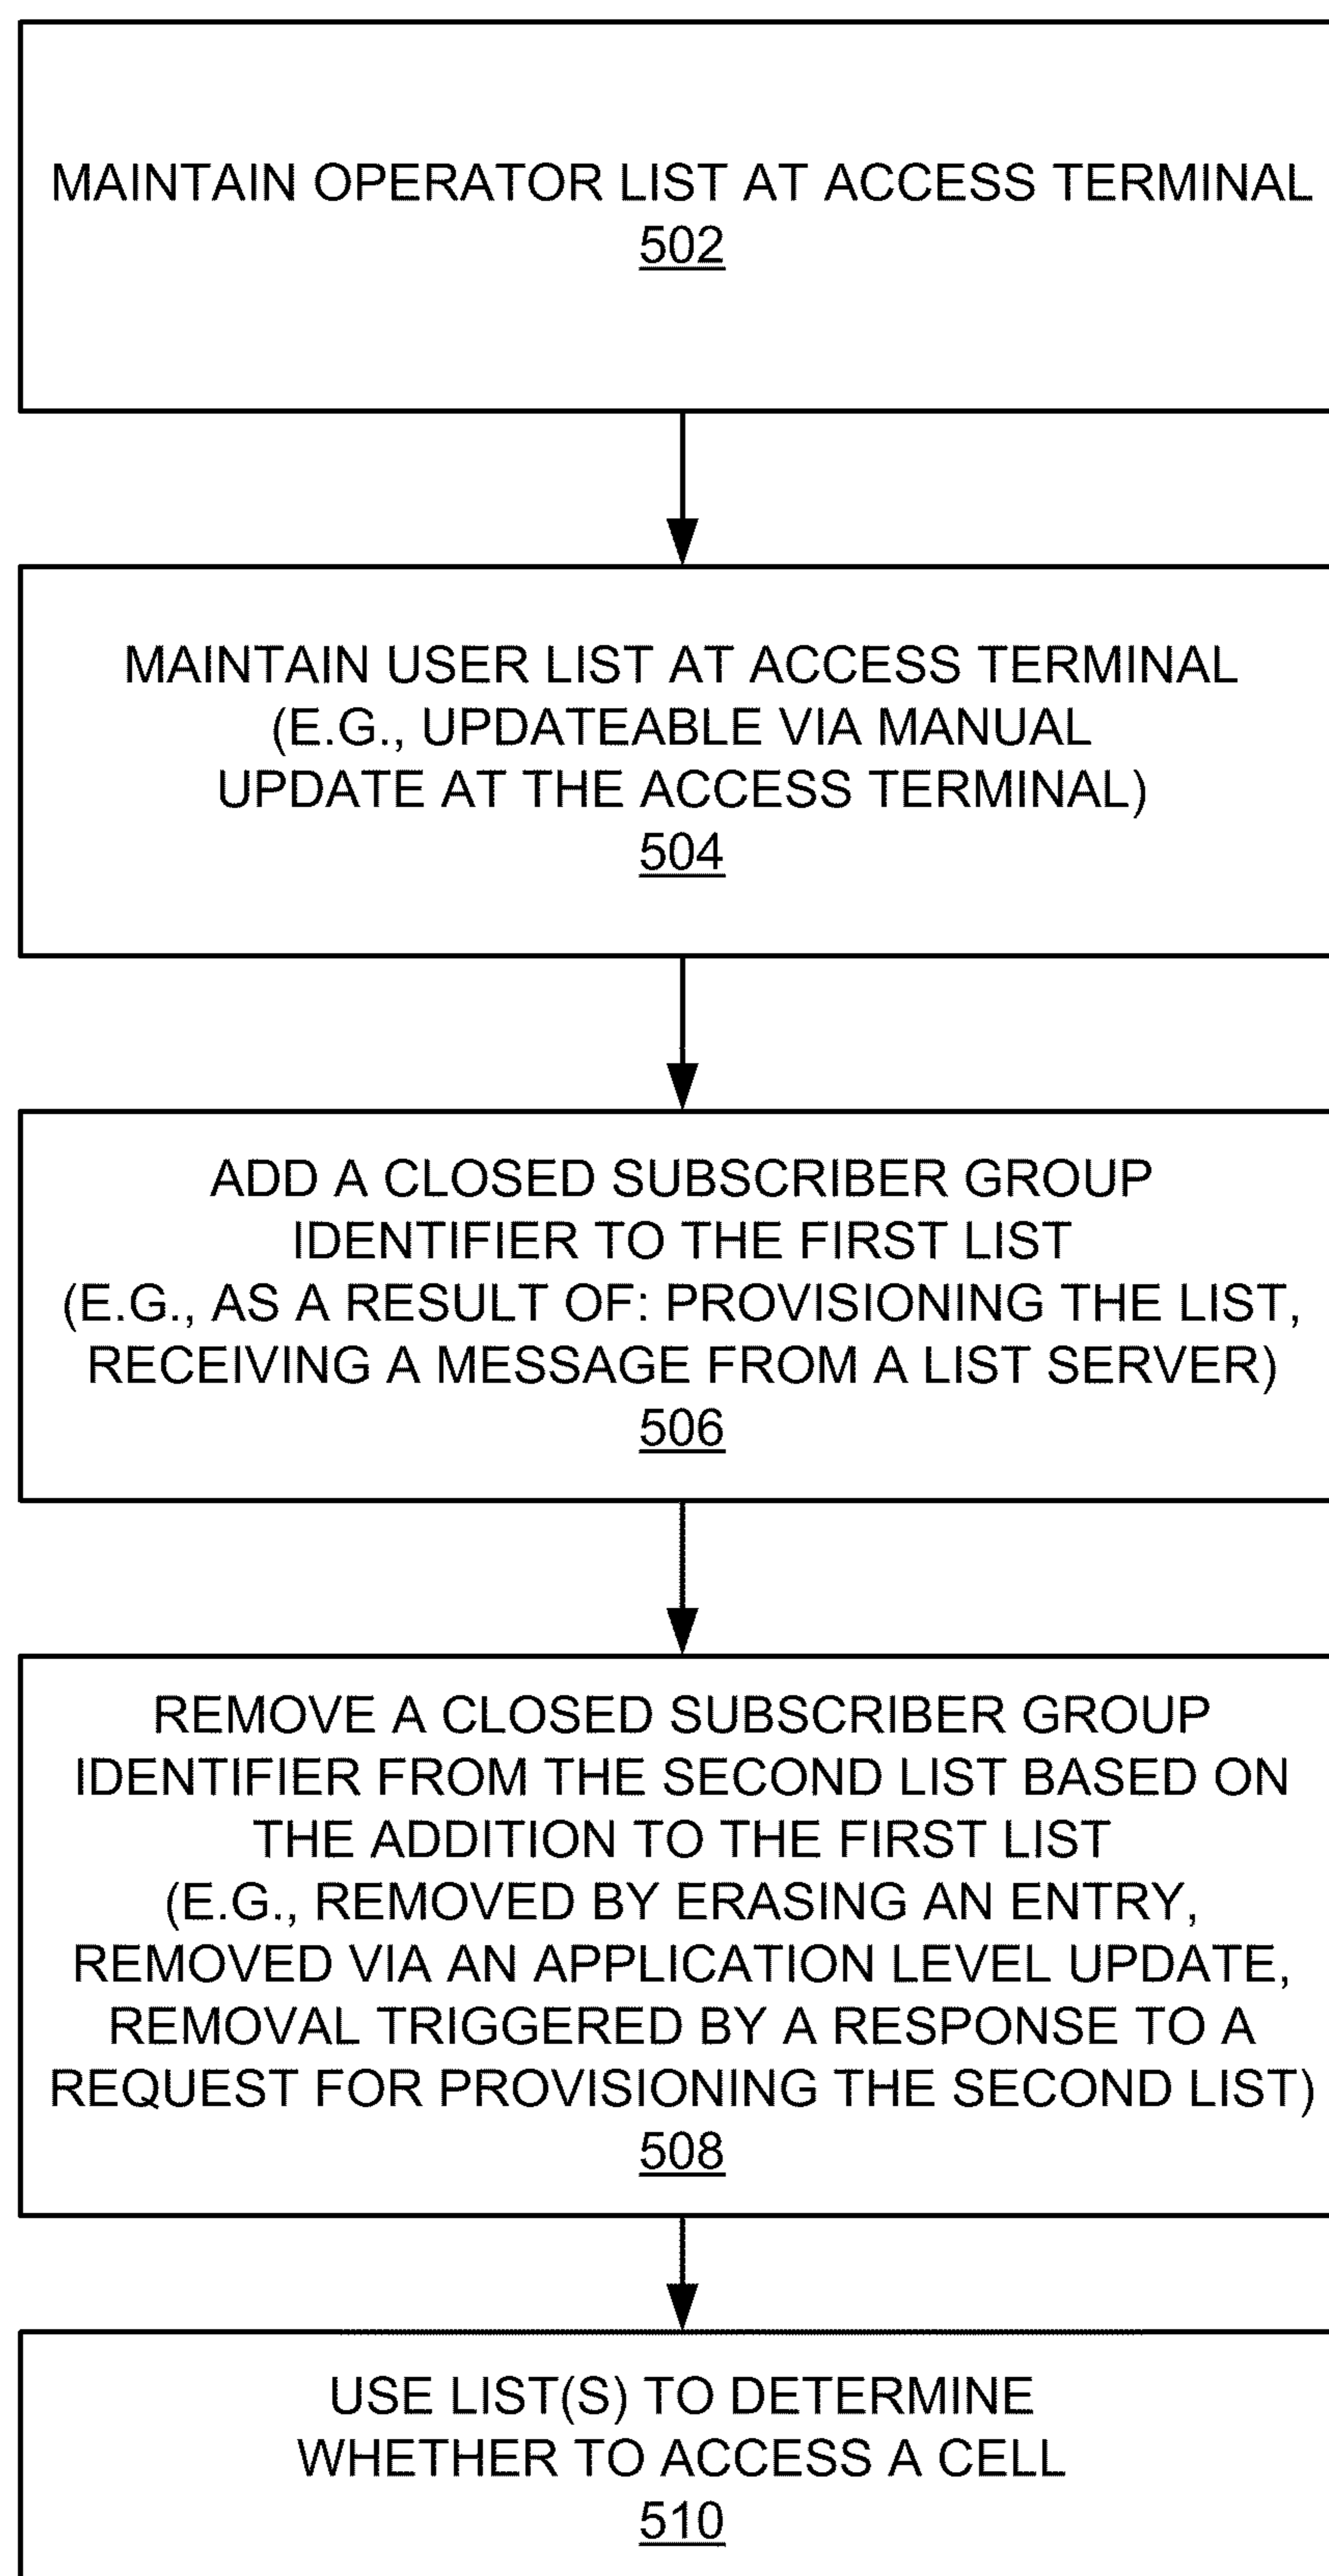 MAINTAIN OPERATOR LIST AT ACCESS TERMINAL
502
MAINTAIN USER LIST AT ACCESS TERMINAL
(E.G., UPDATEABLE VIA MANUAL
UPDATE AT THE ACCESS TERMINAL)
504
ADD A CLOSED SUBSCRIBER GROUP
IDENTIFIER TO THE FIRST LIST
(E.G., AS A RESULT OF: PROVISIONING THE LIST,
RECEIVING A MESSAGE FROM A LIST SERVER)
506
REMOVE A CLOSED SUBSCRIBER GROUP
IDENTIFIER FROM THE SECOND LIST BASED ON
THE ADDITION TO THE FIRST LIST
(E.G., REMOVED BY ERASING AN ENTRY,
REMOVED VIA AN APPLICATION LEVEL UPDATE,
REMOVAL TRIGGERED BY A RESPONSE TO A
REQUEST FOR PROVISIONING THE SECOND LIST)
508
USE LIST(S) TO DETERMINE
WHETHER TO ACCESS A CELL
510